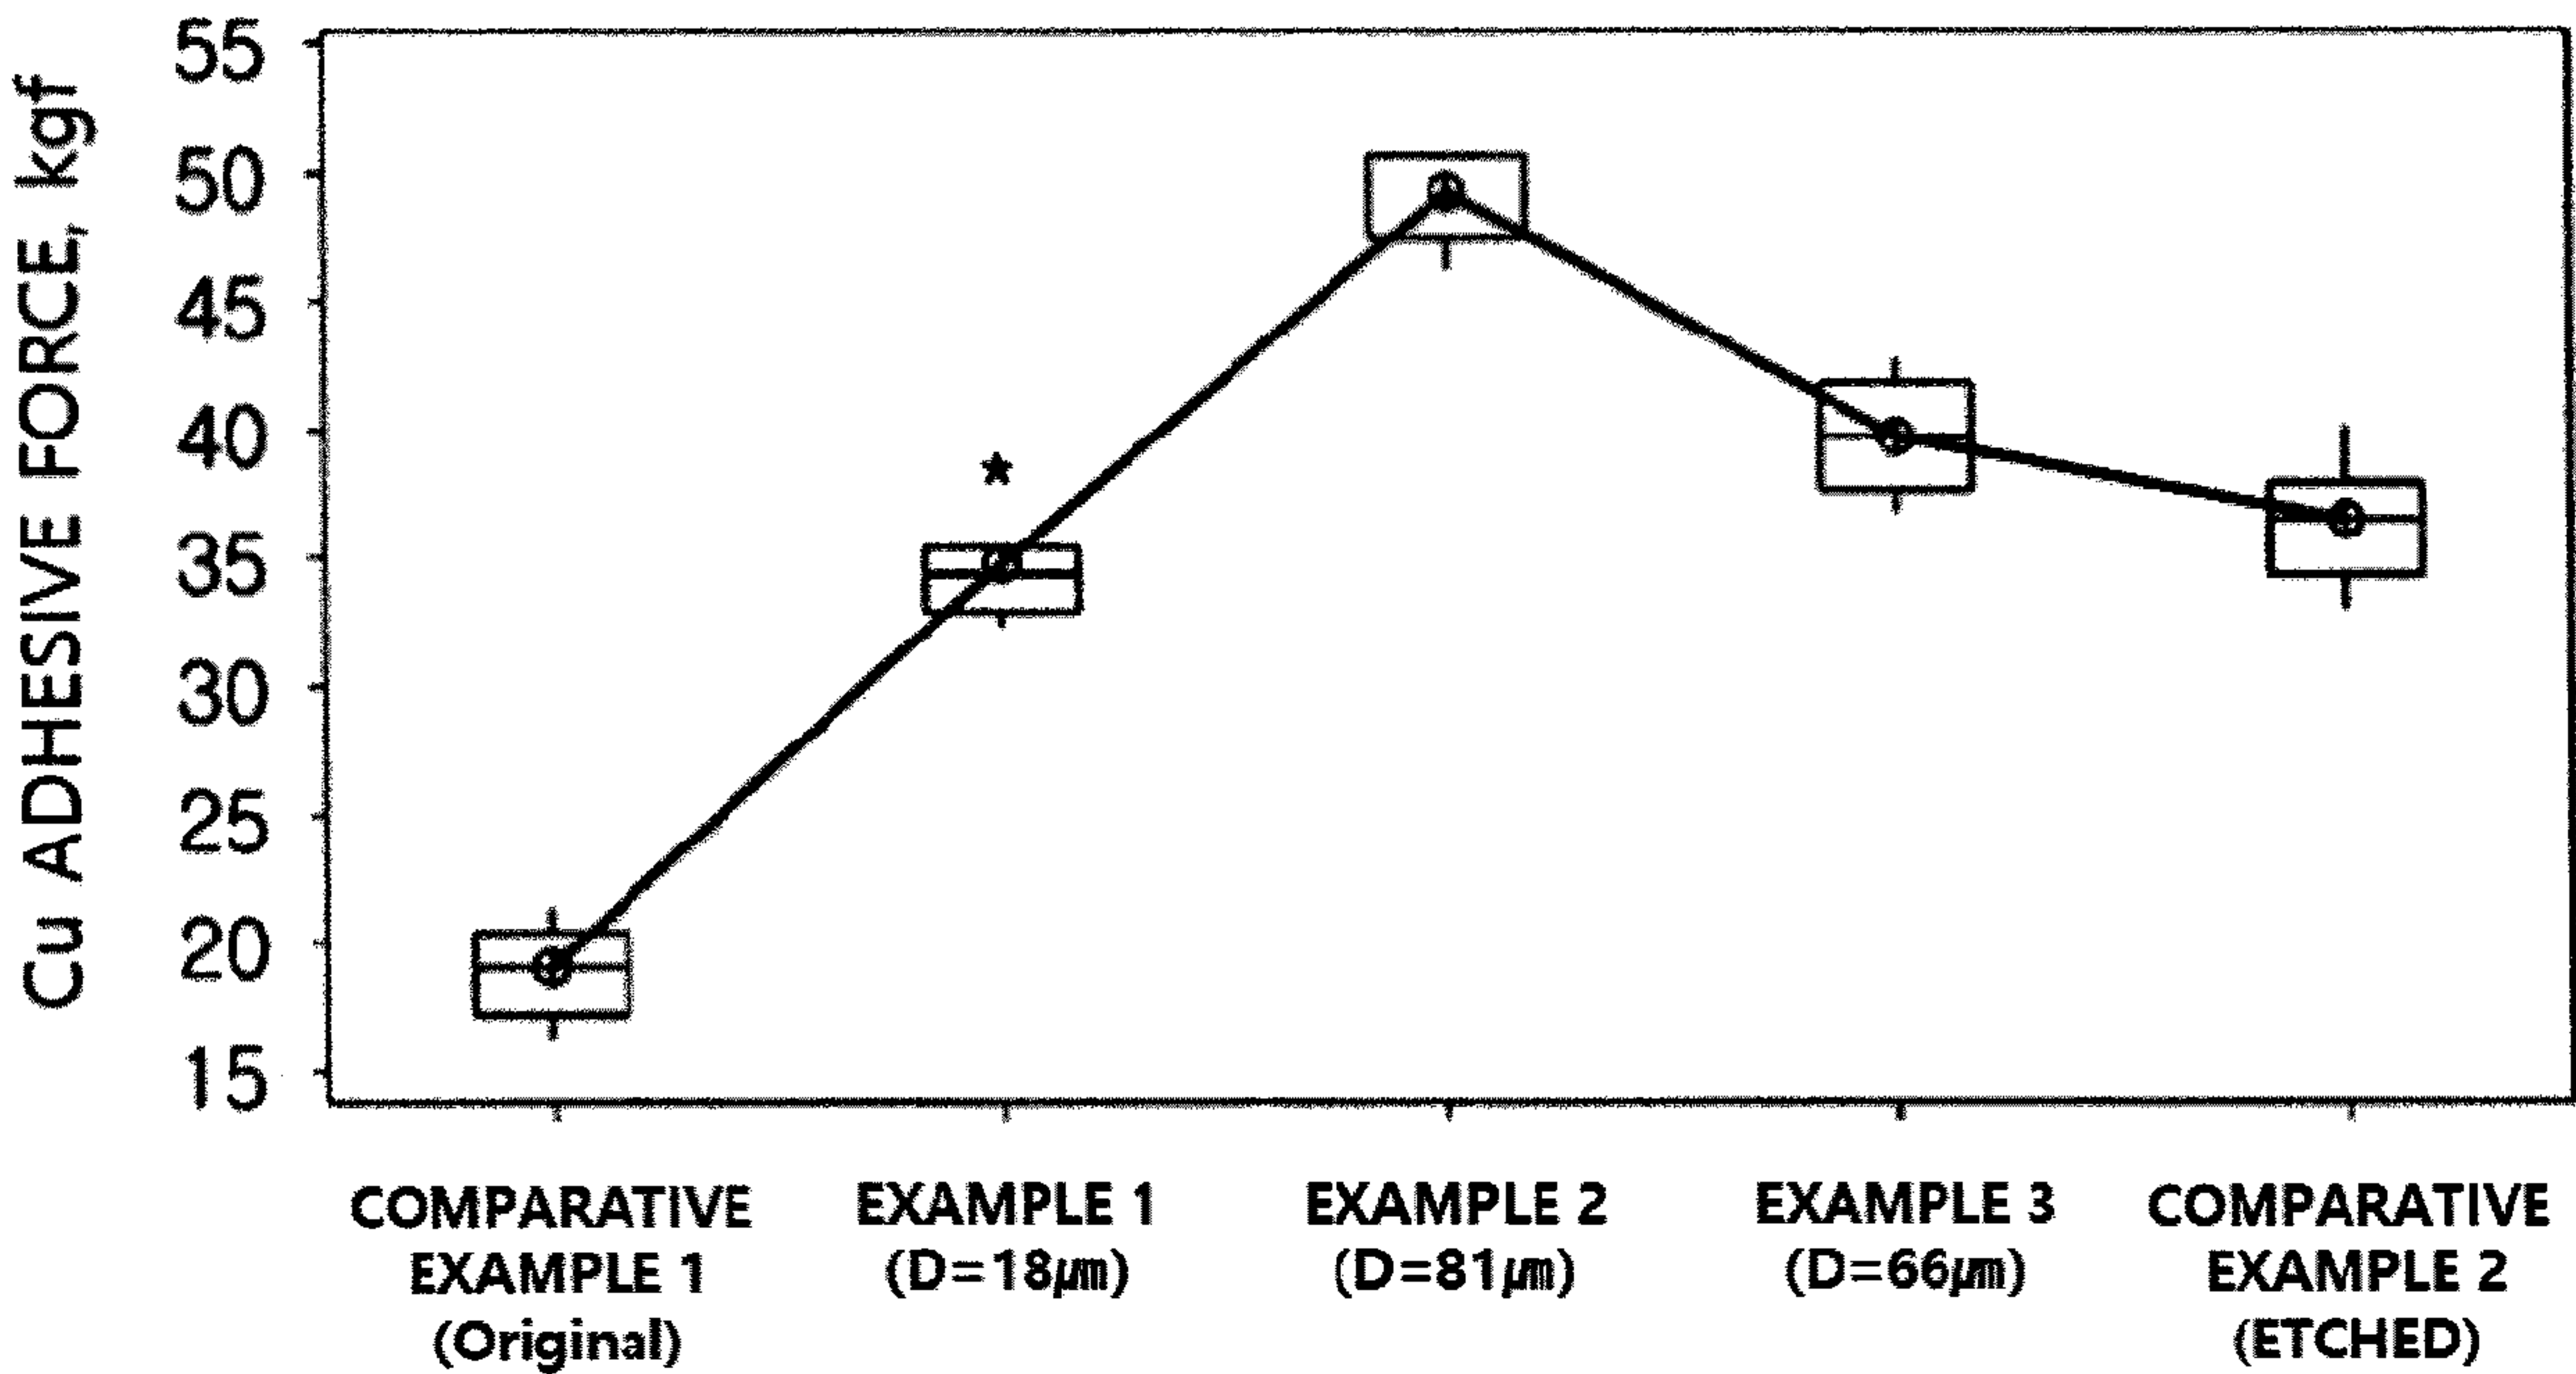 Cu ADHESIVE FORCE, kgf
55
50
45
40
35
30
25
20
15
COMPARATIVE
EXAMPLE 1
(Original)
EXAMPLE 1
(D=18㎛)
EXAMPLE 2
(D=81㎛)
EXAMPLE 3
(D=66㎛)
COMPARATIVE
EXAMPLE 2
(ETCHED)